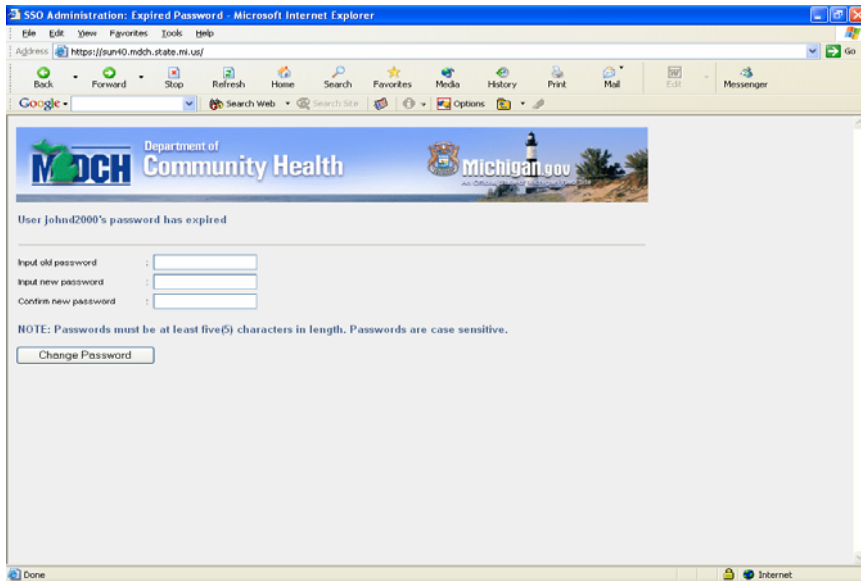 SSO Administration: Expired Password - Microsoft Internet Explorer
File Edit View Favorites Tools Help
Address https://sun40.mdch.state.mi.us/ Go
Back Forward Stop Refresh Home Search Favorites Media History Print Mail Edit Messenger
Google Search Web Search Site Options
MDCH Department of
Community Health
Michigan.gov
User johnd2000's password has expired
Input old password :
Input new password :
Confirm new password :
NOTE: Passwords must be at least five(5) characters in length. Passwords are case sensitive.
Change Password
Done Internet